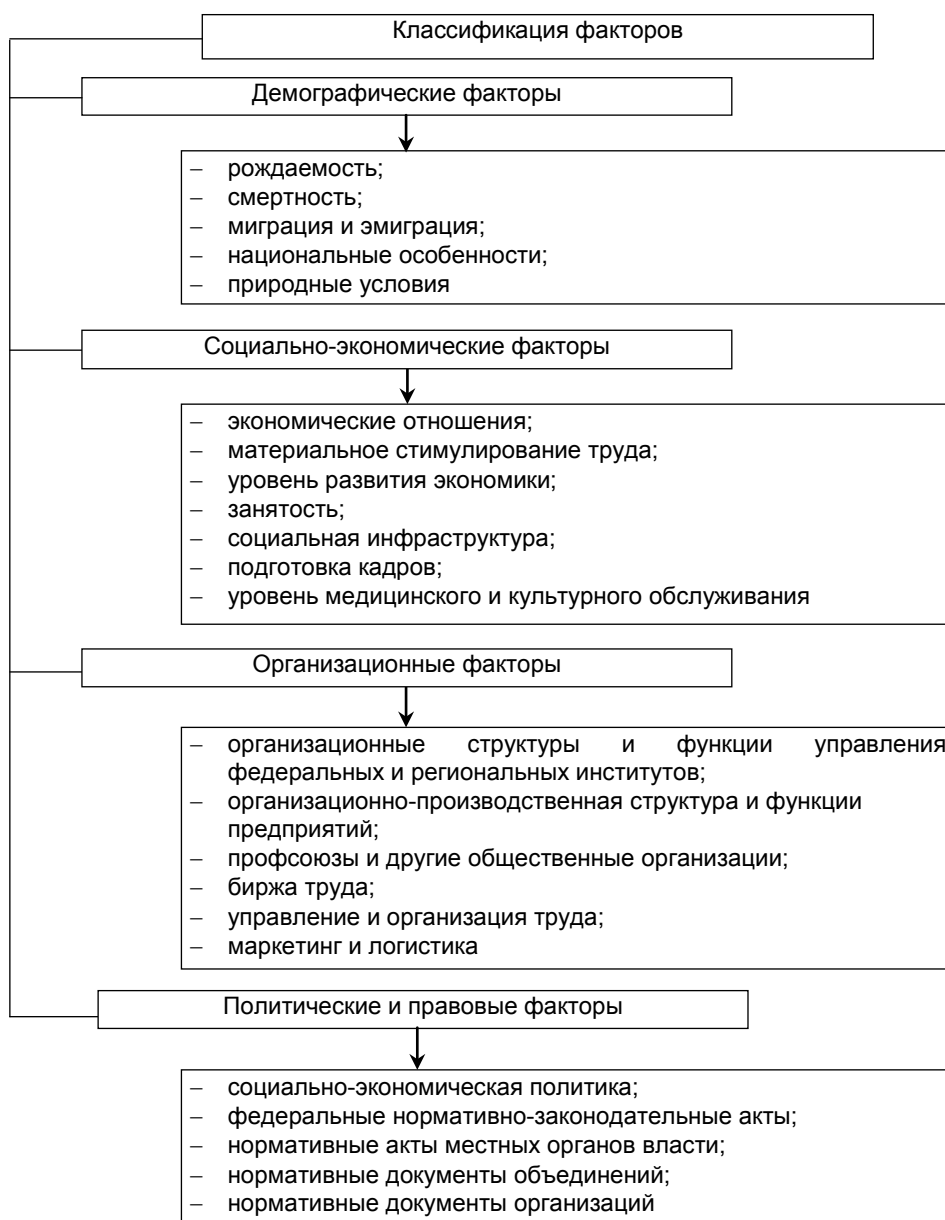 Классификация факторов
Демографические факторы
– рождаемость;
– смертность;
– миграция и эмиграция;
– национальные особенности;
– природные условия
Социально-экономические факторы
– экономические отношения;
– материальное стимулирование труда;
– уровень развития экономики;
– занятость;
– социальная инфраструктура;
– подготовка кадров;
– уровень медицинского и культурного обслуживания
Организационные факторы
– организационные структуры и функции управления
федеральных и региональных институтов;
– организационно-производственная структура и функции
предприятий;
– профсоюзы и другие общественные организации;
– биржа труда;
– управление и организация труда;
– маркетинг и логистика
Политические и правовые факторы
– социально-экономическая политика;
– федеральные нормативно-законодательные акты;
– нормативные акты местных органов власти;
– нормативные документы объединений;
– нормативные документы организаций